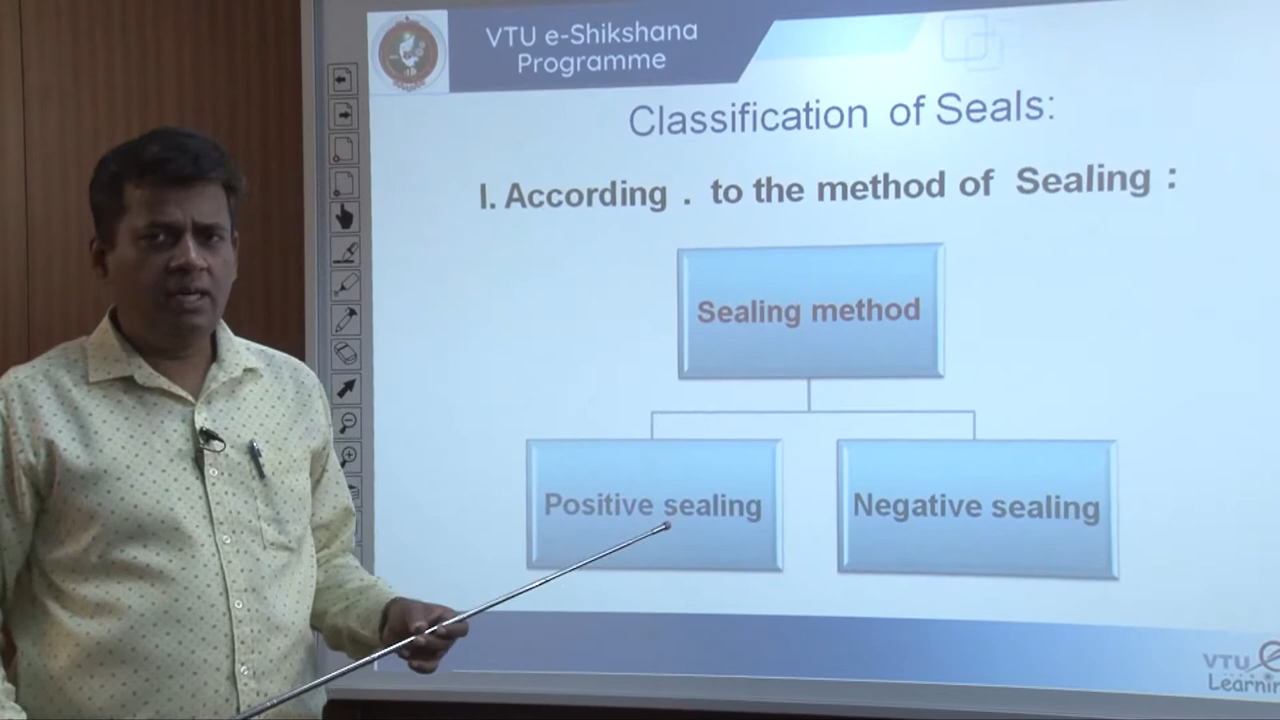 VTU e-Shikshana
Programme
Classification of Seals:
I. According . to the method of Sealing :
Sealing method
Positive sealing
Negative sealing
VTU